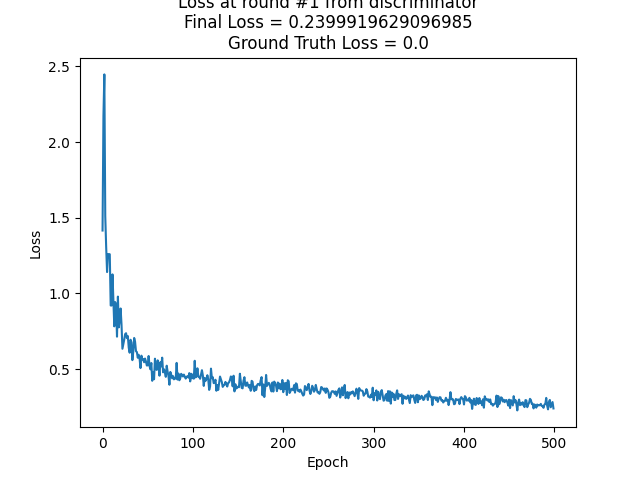 Loss at round #1 from discriminator
Final Loss = 0.2399919629096985
Ground Truth Loss = 0.0
2.5
2.0
1.5
1.0
0.5
Loss
0 100 200 300 400 500
Epoch